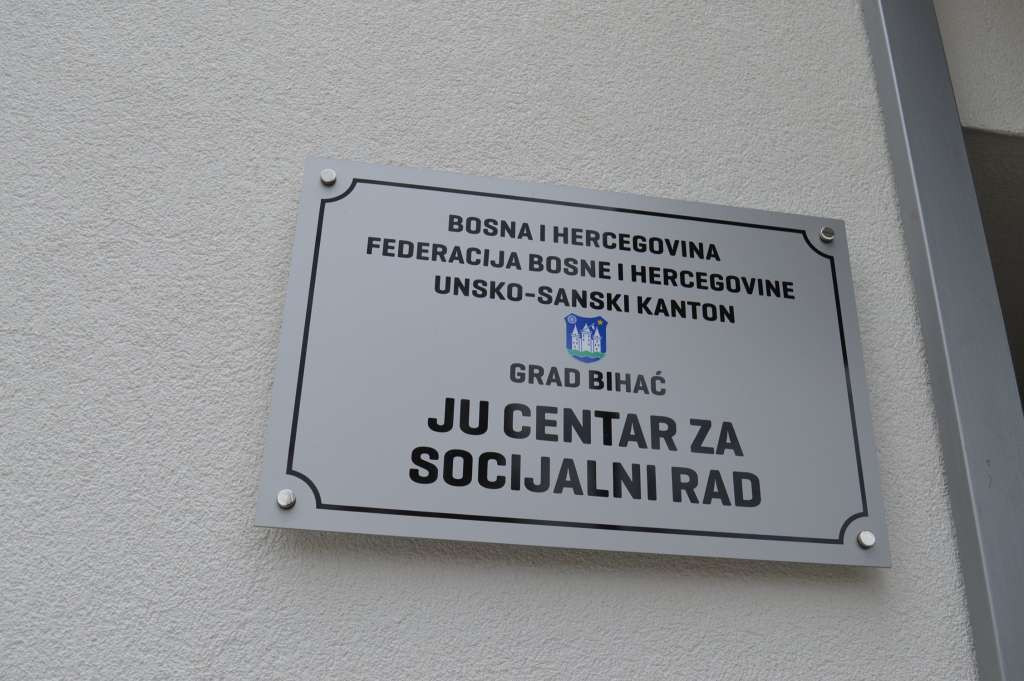 BOSNA I HERCEGOVINA
FEDERACIJA BOSNE I HERCEGOVINE
UNSKO-SANSKI KANTON
GRAD BIHAĆ
JU CENTAR ZA
SOCIJALNI RAD